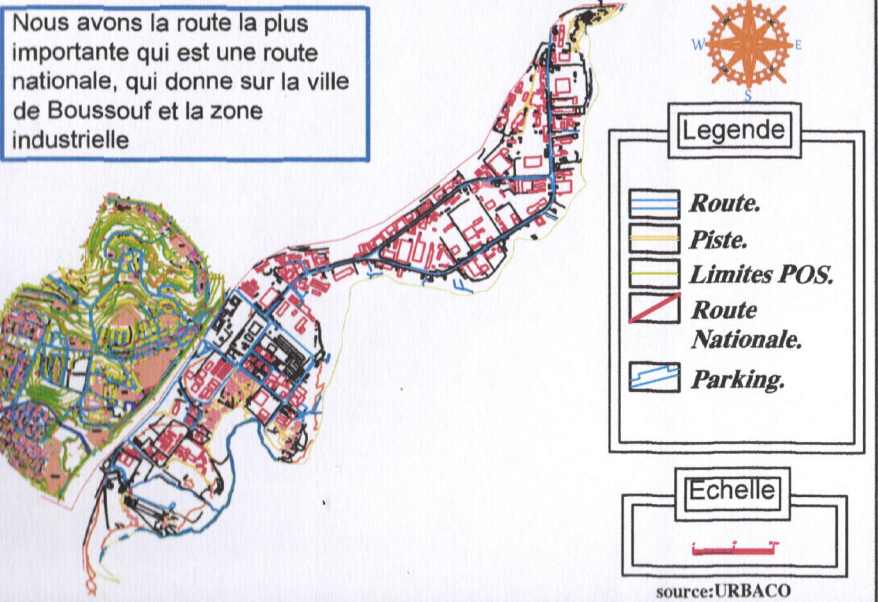 Nous avons la route la plus
importante qui est une route
nationale, qui donne sur la ville
de Boussouf et la zone
industrielle
W
E
S
Legende
Route.
Piste.
Limites POS.
Route
Nationale.
Parking.
Echelle
source:URBACO